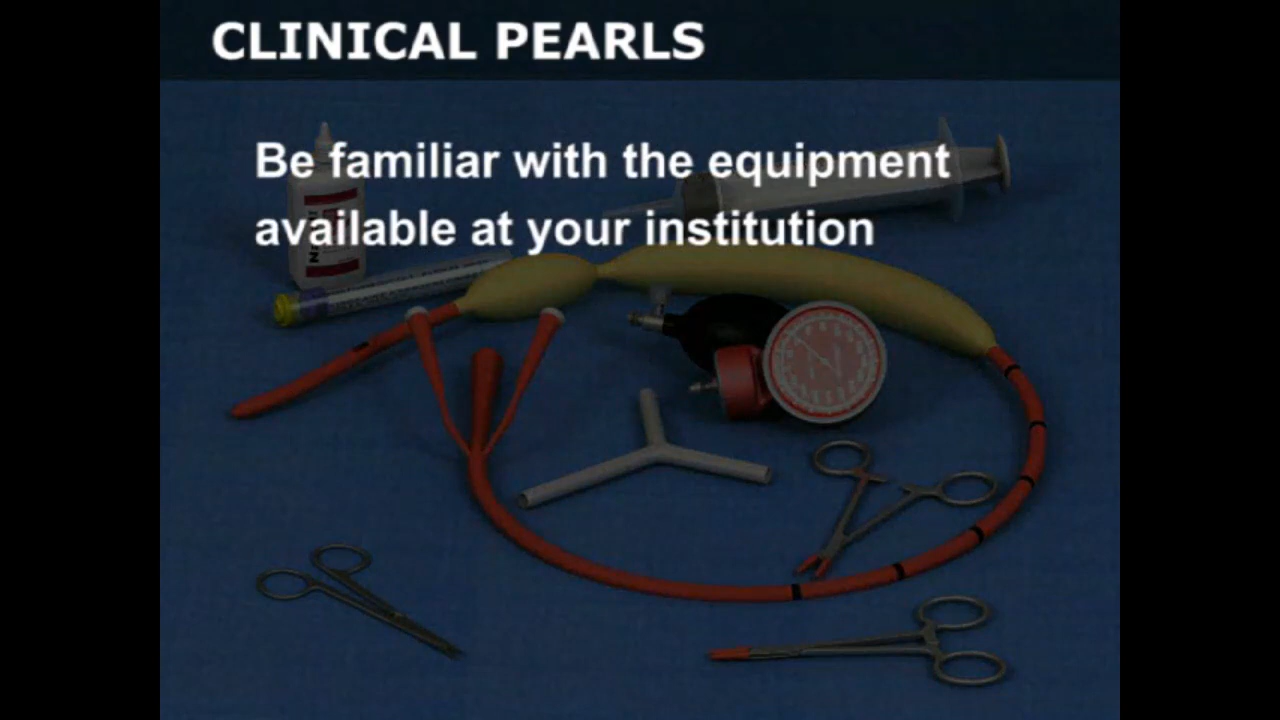 CLINICAL PEARLS
Be familiar with the equipment
available at your institution